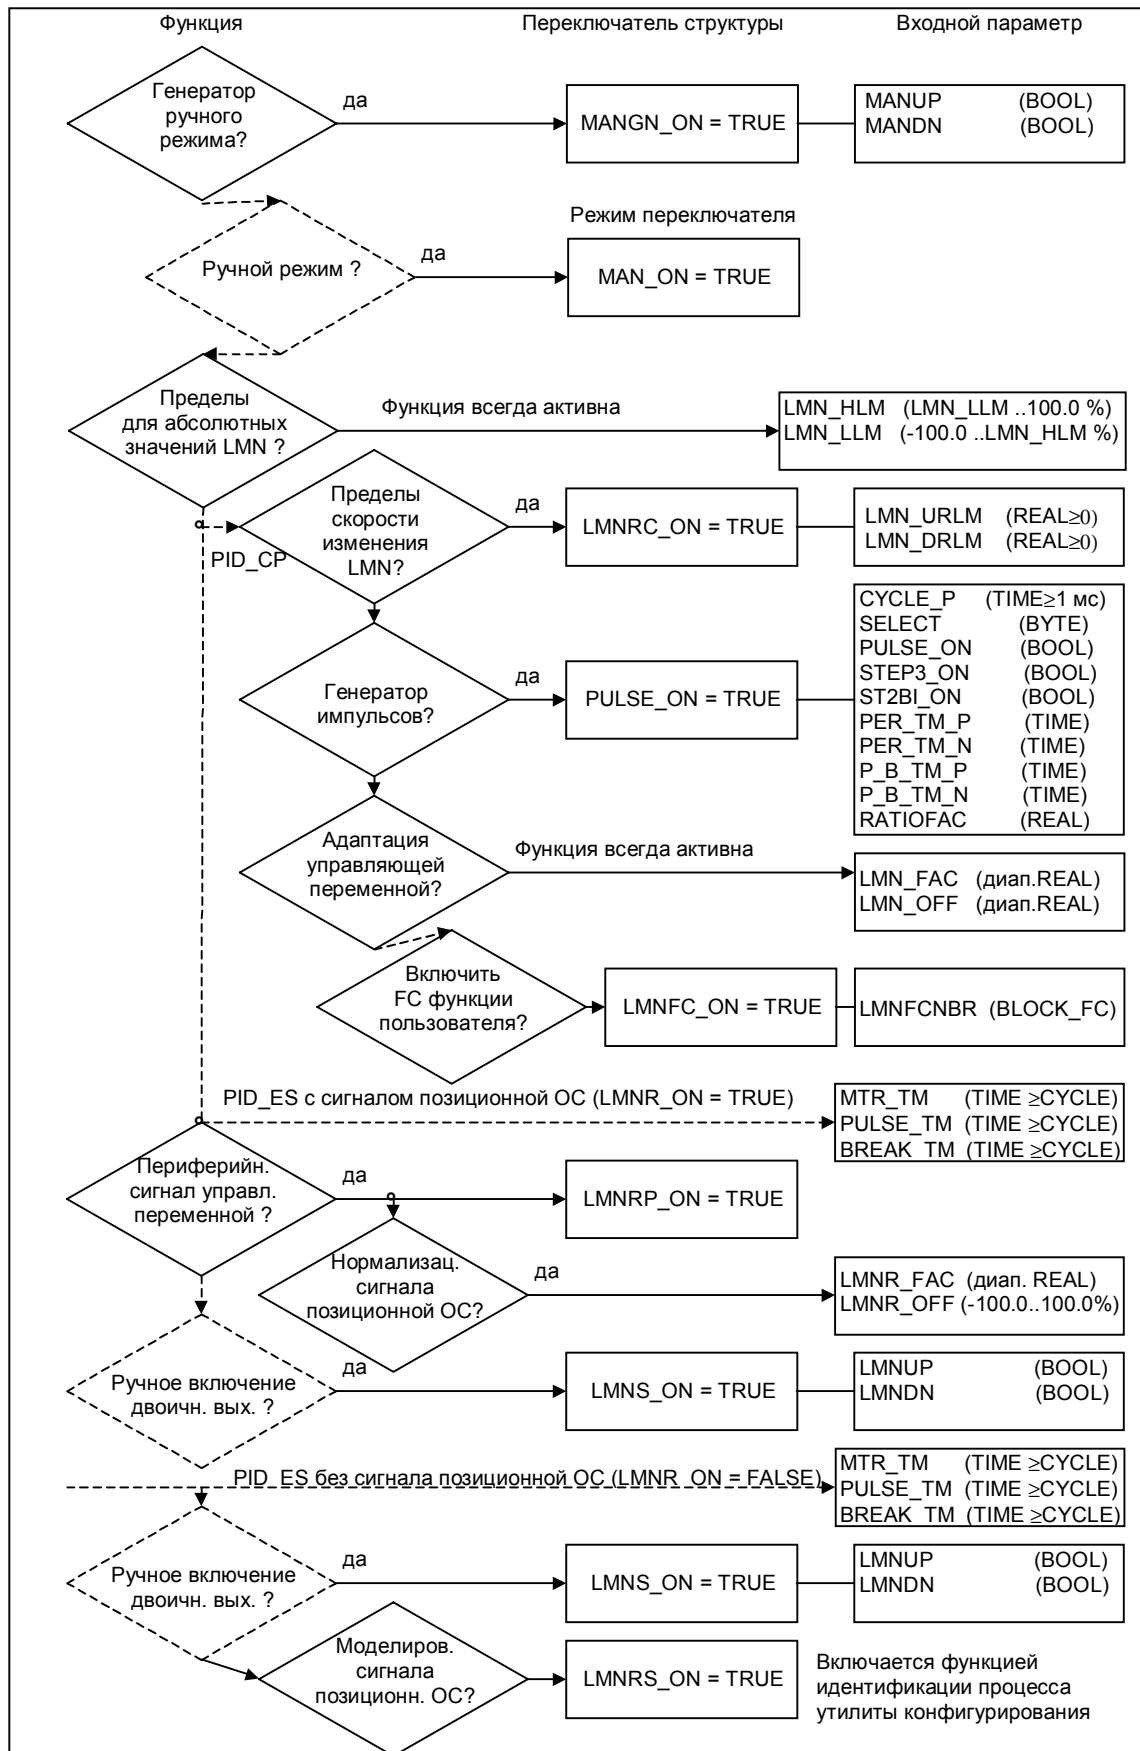 Функция
Переключатель структуры
Входной параметр
Генератор
ручного
режима?
да
MANGN_ON = TRUE
MANUP (BOOL)
MANDN (BOOL)
Режим переключателя
Ручной режим ?
да
MAN_ON = TRUE
Пределы
для абсолютных
значений LMN ?
Функция всегда активна
LMN_HLM (LMN_LLM ..100.0 %)
LMN_LLM (-100.0 ..LMN_HLM %)
Пределы
скорости
изменения
LMN?
PID_CP
да
LMNRC_ON = TRUE
LMN_URLM (REAL≥0)
LMN_DRLM (REAL≥0)
Генератор
импульсов?
да
PULSE_ON = TRUE
CYCLE_P (TIME≥1 мс)
SELECT (BYTE)
PULSE_ON (BOOL)
STEP3_ON (BOOL)
ST2BI_ON (BOOL)
PER_TM_P (TIME)
PER_TM_N (TIME)
P_B_TM_P (TIME)
P_B_TM_N (TIME)
RATIOFAC (REAL)
Адаптация
управляющей
переменной?
Функция всегда активна
LMN_FAC (диап.REAL)
LMN_OFF (диап.REAL)
Включить
FC функции
пользователя?
LMNFC_ON = TRUE
LMNFCNBR (BLOCK_FC)
PID_ES с сигналом позиционной ОС (LMNR_ON = TRUE)
MTR_TM (TIME ≥CYCLE)
PULSE_TM (TIME ≥CYCLE)
BREAK_TM (TIME ≥CYCLE)
Периферийн.
сигнал управл.
переменной ?
да
LMNRP_ON = TRUE
Нормализац.
сигнала
позиционной ОС?
да
LMNR_FAC (диап. REAL)
LMNR_OFF (-100.0..100.0%)
Ручное включение
двоичн. вых. ?
да
LMNS_ON = TRUE
LMNUP (BOOL)
LMNDN (BOOL)
PID_ES без сигнала позиционной ОС (LMNR_ON = FALSE)
MTR_TM (TIME ≥CYCLE)
PULSE_TM (TIME ≥CYCLE)
BREAK_TM (TIME ≥CYCLE)
Ручное включение
двоичн. вых. ?
да
LMNS_ON = TRUE
LMNUP (BOOL)
LMNDN (BOOL)
Моделиров.
сигнала
позиционн. ОС?
LMNRS_ON = TRUE
Включается функцией
идентификации процесса
утилиты конфигурирования